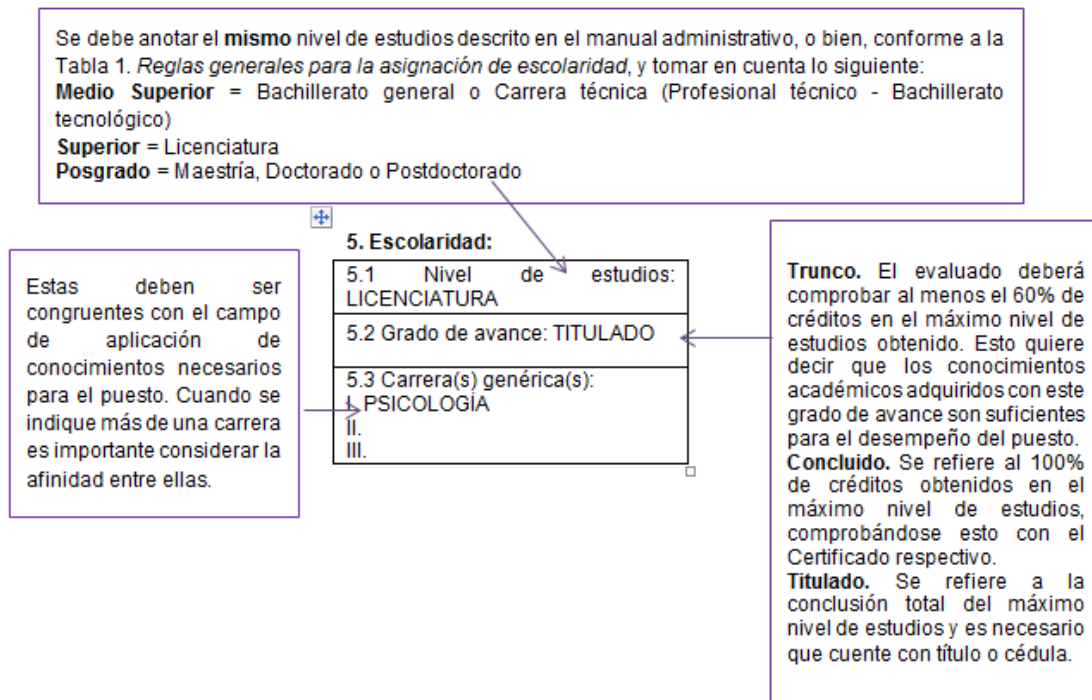 Se debe anotar el mismo nivel de estudios descrito en el manual administrativo, o bien, conforme a la
Tabla 1. Reglas generales para la asignación de escolaridad, y tomar en cuenta lo siguiente:
Medio Superior = Bachillerato general o Carrera técnica (Profesional técnico - Bachillerato
tecnológico)
Superior = Licenciatura
Posgrado = Maestría, Doctorado o Postdoctorado
Estas deben ser
congruentes con el campo
de aplicación de
conocimientos necesarios
para el puesto. Cuando se
indique más de una carrera
es importante considerar la
afinidad entre ellas.
5. Escolaridad:
5.1 Nivel de estudios:
LICENCIATURA
5.2 Grado de avance: TITULADO
5.3 Carrera(s) genérica(s):
I. PSICOLOGÍA
II.
III.
Trunco. El evaluado deberá
comprobar al menos el 60% de
créditos en el máximo nivel de
estudios obtenido. Esto quiere
decir que los conocimientos
académicos adquiridos con este
grado de avance son suficientes
para el desempeño del puesto.
Concluido. Se refiere al 100%
de créditos obtenidos en el
máximo nivel de estudios,
comprobándose esto con el
Certificado respectivo.
Titulado. Se refiere a la
conclusión total del máximo
nivel de estudios y es necesario
que cuente con título o cédula.